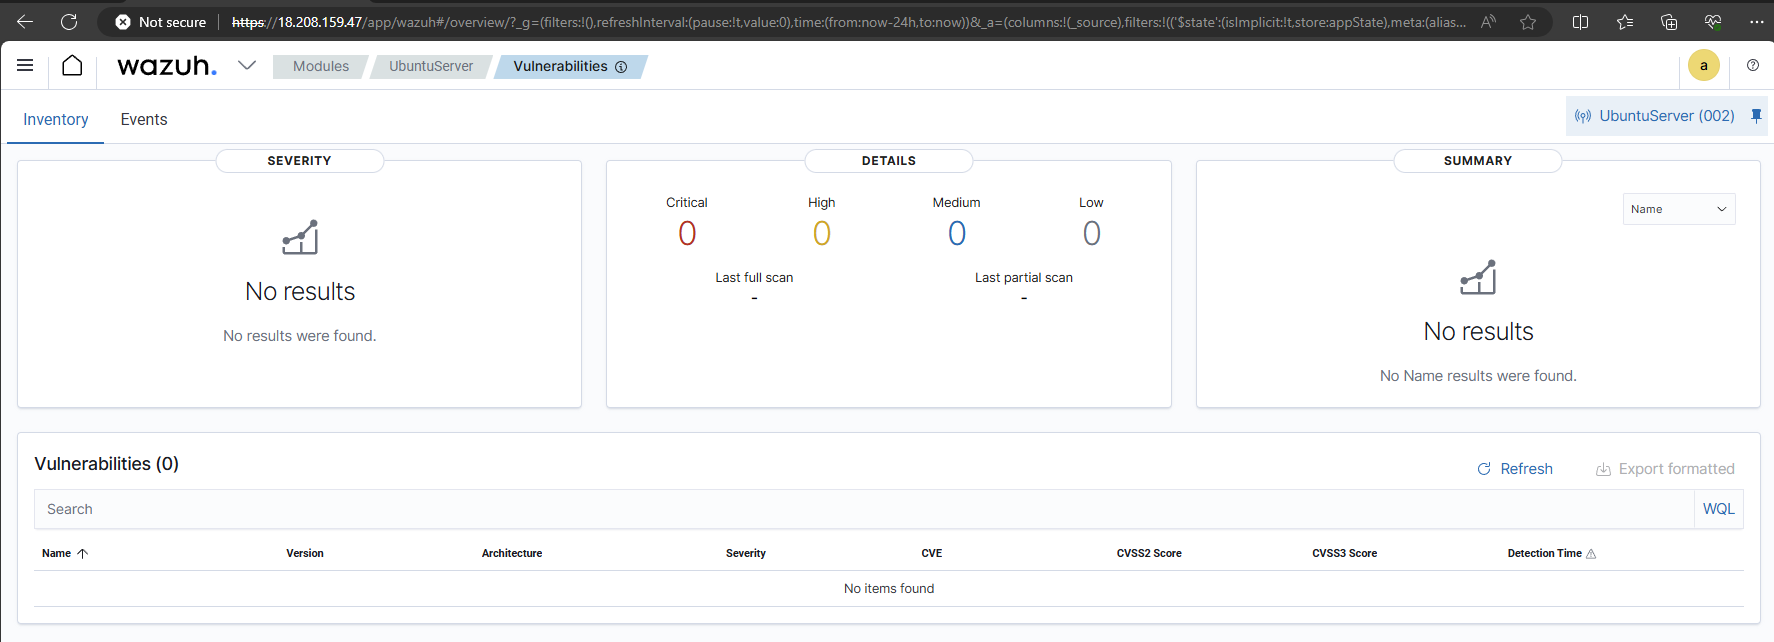 Not secure https://18.208.159.47/app/wazuh#/overview/?_g=(filters:!(),refreshInterval:(pause:!t,value:0),time:(from:now-24h,to:now))&_a=(columns:!(_source),filters:!(('$state':(isImplicit:!t,store:appState),meta:(alias...
wazuh. Modules UbuntuServer Vulnerabilities a
Inventory Events UbuntuServer (002)
SEVERITY
No results
No results were found.
DETAILS
Critical High Medium Low
0 0 0 0
Last full scan Last partial scan
- -
SUMMARY
Name
No results
No Name results were found.
Vulnerabilities (0) Refresh Export formatted
Search WQL
Name Version Architecture Severity CVE CVSS2 Score CVSS3 Score Detection Time
No items found